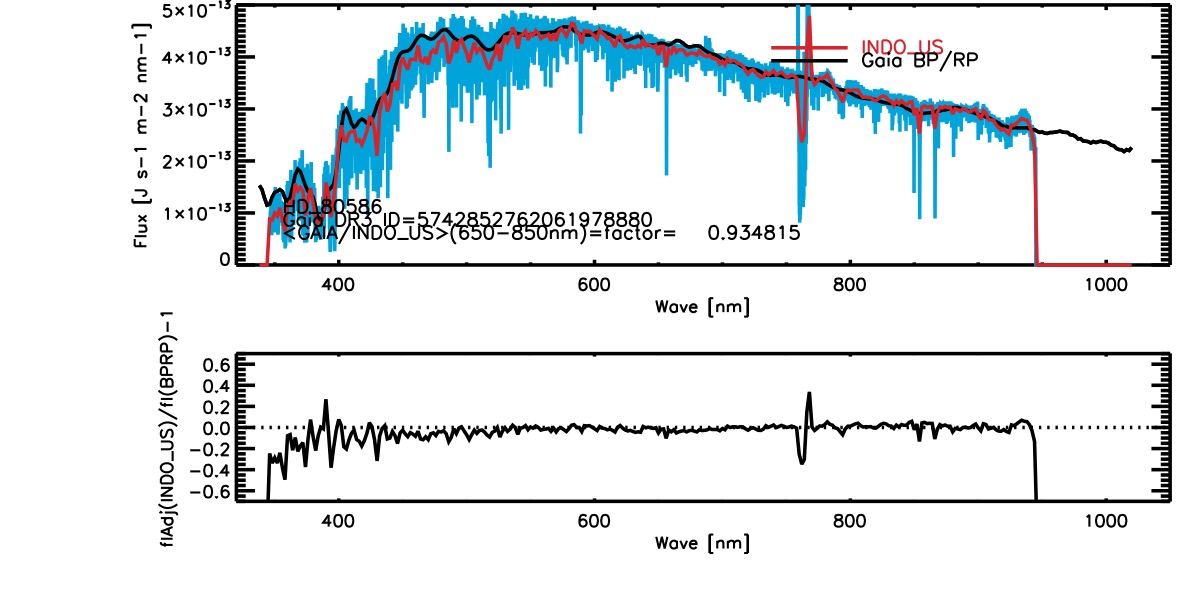 5×10⁻¹³
4×10⁻¹³
3×10⁻¹³
2×10⁻¹³
1×10⁻¹³
0
Flux [J s−1 m−2 nm−1]
INDO_US
Gaia BP/RP
HD_80586
Gaia DR3 ID=5742852762061978880
<GAIA/INDO_US>(650−850nm)=factor= 0.934815
400 600 800 1000
Wave [nm]
flAdj(INDO_US)/fl(BPRP)−1
0.6
0.4
0.2
0.0
−0.2
−0.4
−0.6
400 600 800 1000
Wave [nm]